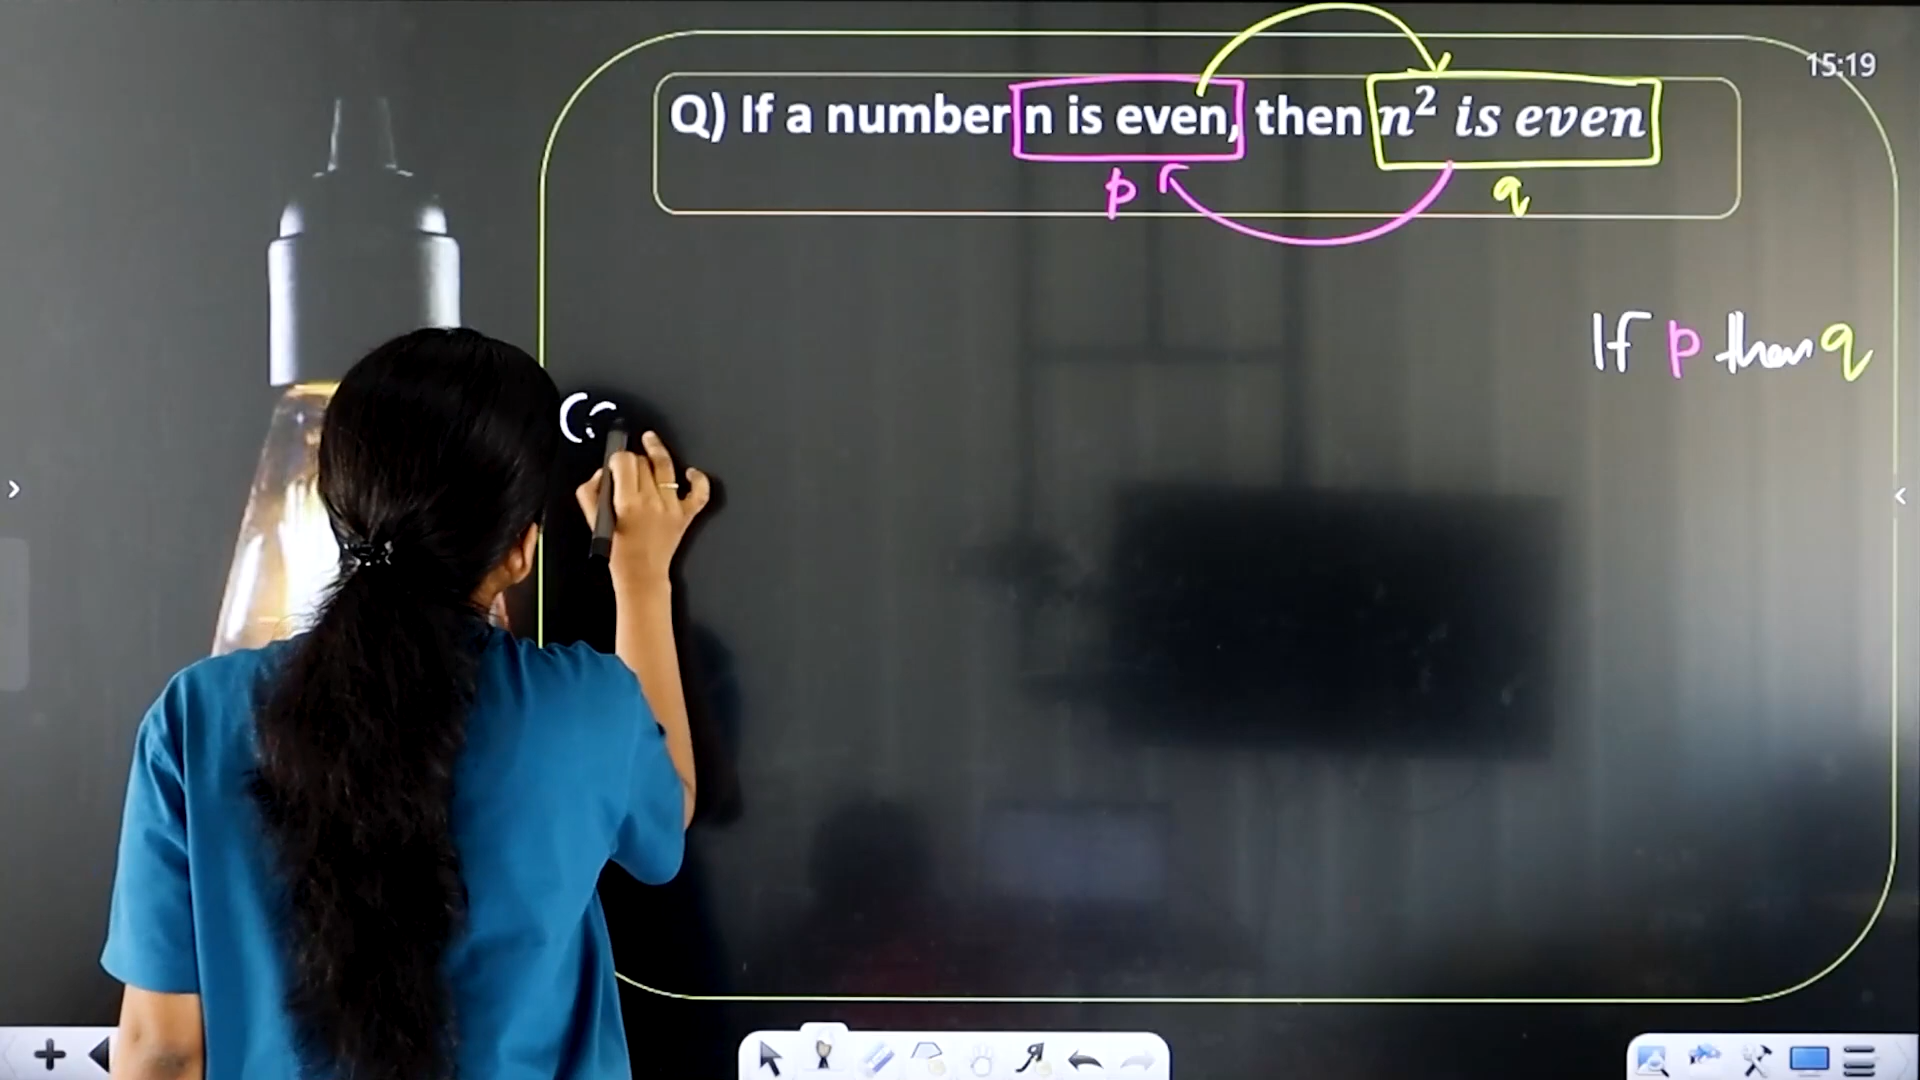 15:19
Q) If a number n is even, then n² is even
p q
If p then q